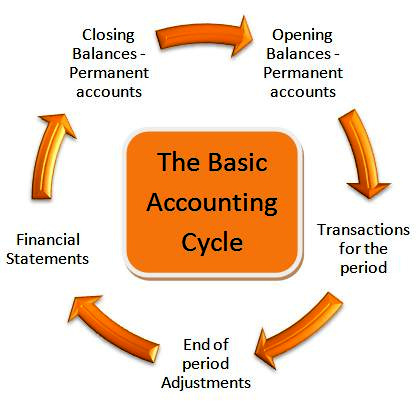 Closing
Balances -
Permanent
accounts
Opening
Balances -
Permanent
accounts
The Basic
Accounting
Cycle
Transactions
for the
period
Financial
Statements
End of
period
Adjustments